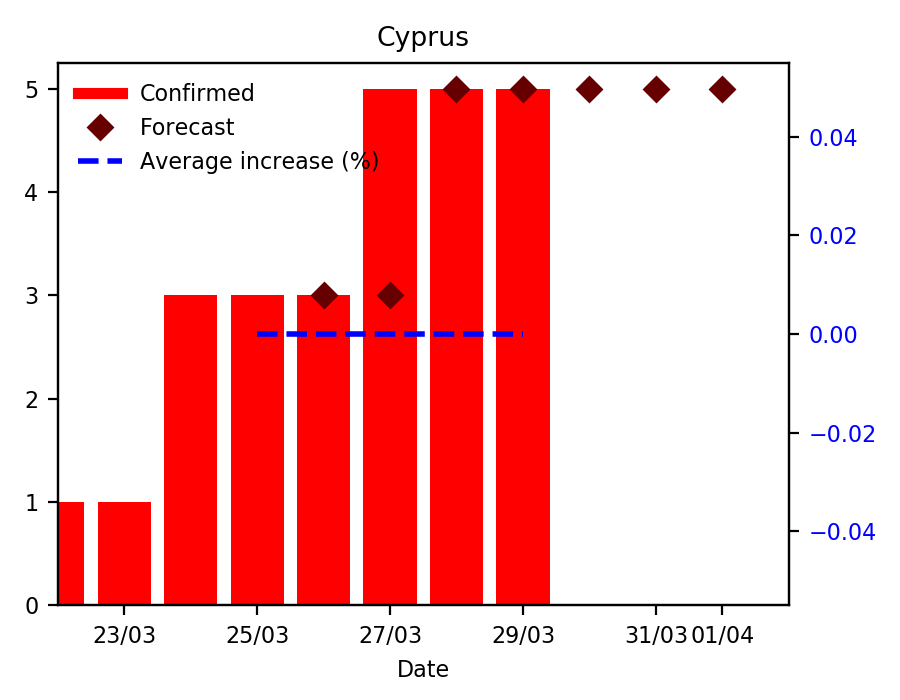 Cyprus
Confirmed
Forecast
Average increase (%)
5
4
3
2
1
0
0.04
0.02
0.00
−0.02
−0.04
23/03 25/03 27/03 29/03 31/03 01/04
Date